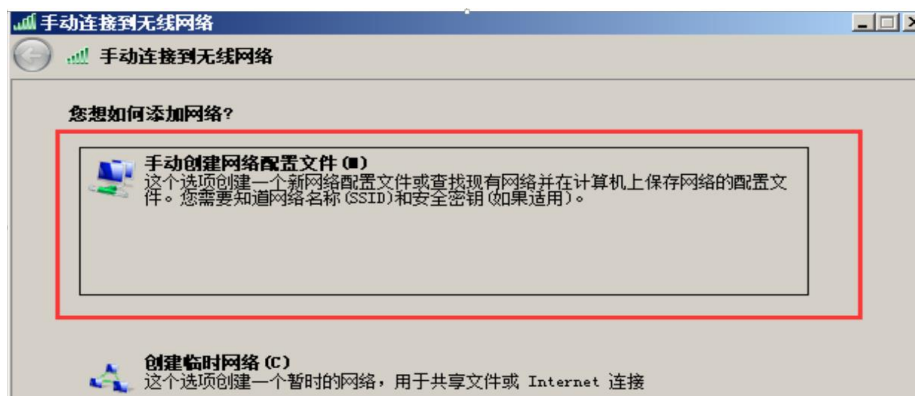 手动连接到无线网络
手动连接到无线网络
您想如何添加网络?
手动创建网络配置文件(M)
这个选项创建一个新网络配置文件或查找现有网络并在计算机上保存网络的配置文
件。您需要知道网络名称(SSID)和安全密钥(如果适用)。
创建临时网络(C)
这个选项创建一个暂时的网络，用于共享文件或 Internet 连接